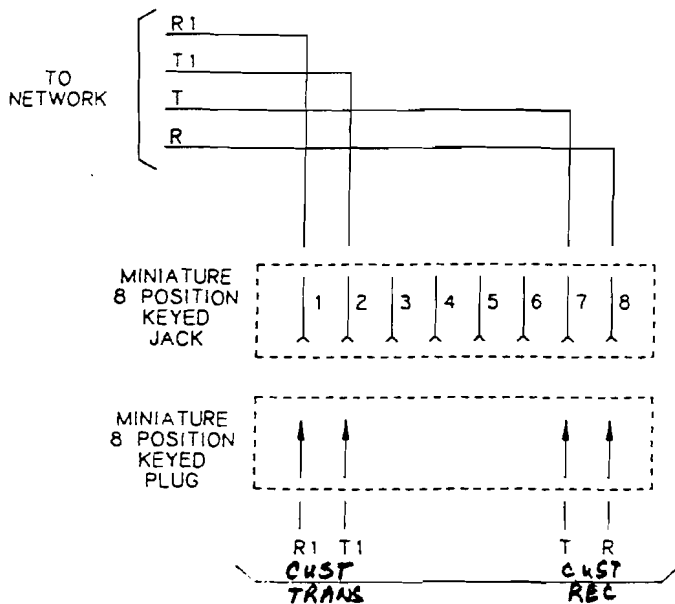 R1
T1
TO
NETWORK
T
R
MINIATURE
8 POSITION
KEYED
JACK
1 2 3 4 5 6 7 8
MINIATURE
8 POSITION
KEYED
PLUG
R1 T1 T R
CUST CUST
TRANS REC